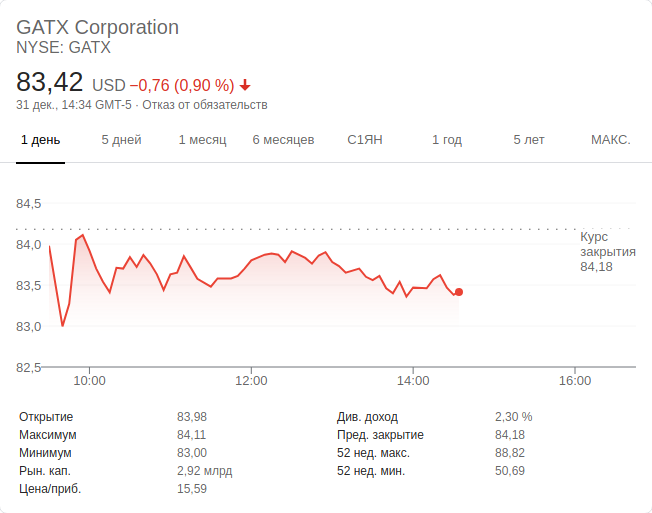 GATX Corporation
NYSE: GATX
83,42 USD −0,76 (0,90 %)
31 дек., 14:34 GMT-5 · Отказ от обязательств
1 день 5 дней 1 месяц 6 месяцев С1ЯН 1 год 5 лет МАКС.
84,5
84,0
83,5
83,0
82,5
Курс
закрытия
84,18
10:00 12:00 14:00 16:00
Открытие 83,98 Див. доход 2,30 %
Максимум 84,11 Пред. закрытие 84,18
Минимум 83,00 52 нед. макс. 88,82
Рын. кап. 2,92 млрд 52 нед. мин. 50,69
Цена/приб. 15,59